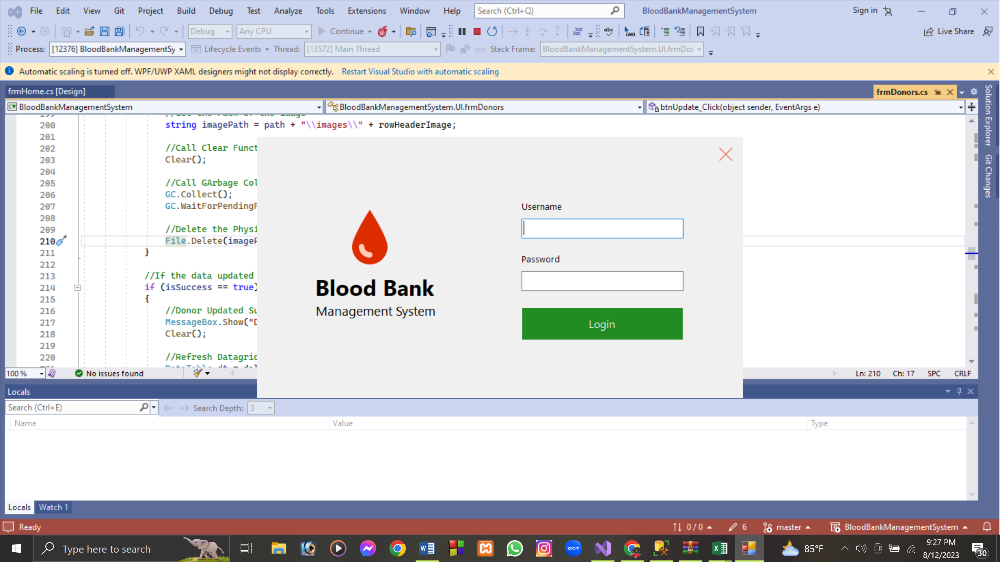 File Edit View Git Project Build Debug Test Analyze Tools Extensions Window Help Search (Ctrl+Q) BloodBankManagementSystem Sign in
Debug Any CPU Continue Live Share
Process: [12376] BloodBankManagementSy Lifecycle Events Thread: [13572] Main Thread Stack Frame: BloodBankManagementSystem.UI.frmDor
Automatic scaling is turned off. WPF/UWP XAML designers might not display correctly. Restart Visual Studio with automatic scaling
frmHome.cs [Design] frmDonors.cs
C# BloodBankManagementSystem BloodBankManagementSystem.UI.frmDonors btnUpdate_Click(object sender, EventArgs e)
Solution Explorer
Git Changes
200 string imagePath = path + "\\images\\" + rowHeaderImage;
201
202 //Call Clear Funct
203 Clear();
204
205 //Call GArbage Col
206 GC.Collect();
207 GC.WaitForPendingF
208
209 //Delete the Physi
210 File.Delete(imageP
211 }
212
213 //If the data updated
214 if (isSuccess == true)
215 {
216 //Donor Updated Su
217 MessageBox.Show("D
218 Clear();
219
220 //Refresh Datagrid
Blood Bank
Management System
Username
Password
Login
100 % No issues found Ln: 210 Ch: 17 SPC CRLF
Locals
Search (Ctrl+E) Search Depth: 3
Name Value Type
Locals Watch 1
Ready 0 / 0 6 master BloodBankManagementSystem
Type here to search zoom 85°F 9:27 PM
8/12/2023 30